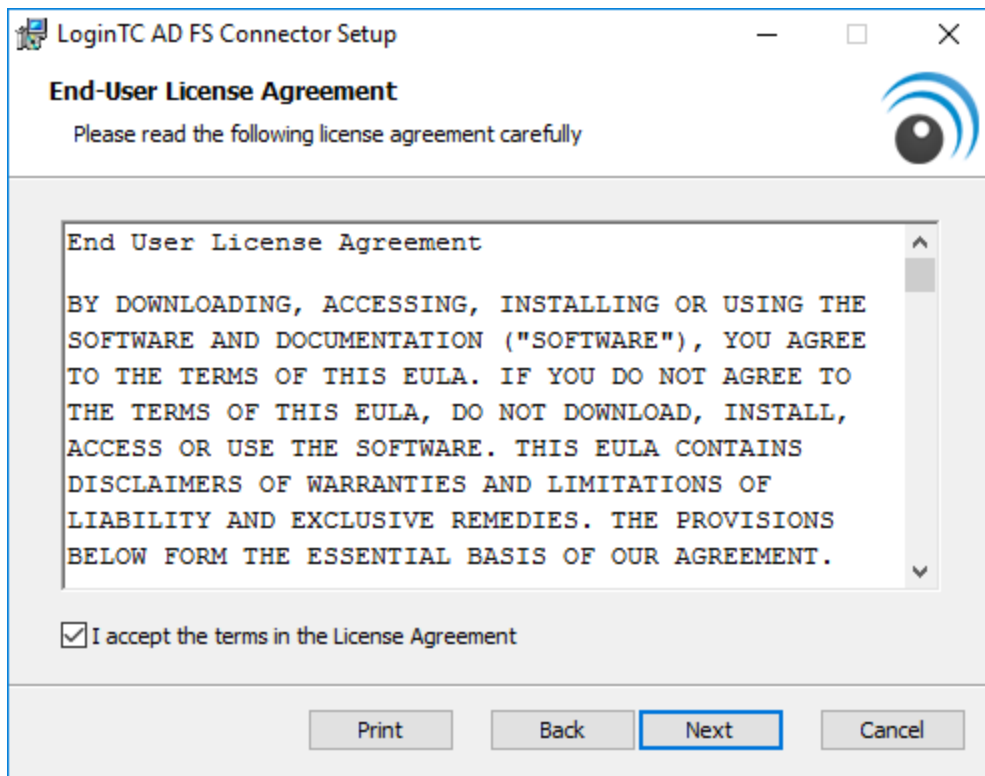 LoginTC AD FS Connector Setup
End-User License Agreement
Please read the following license agreement carefully
End User License Agreement
BY DOWNLOADING, ACCESSING, INSTALLING OR USING THE
SOFTWARE AND DOCUMENTATION ("SOFTWARE"), YOU AGREE
TO THE TERMS OF THIS EULA. IF YOU DO NOT AGREE TO
THE TERMS OF THIS EULA, DO NOT DOWNLOAD, INSTALL,
ACCESS OR USE THE SOFTWARE. THIS EULA CONTAINS
DISCLAIMERS OF WARRANTIES AND LIMITATIONS OF
LIABILITY AND EXCLUSIVE REMEDIES. THE PROVISIONS
BELOW FORM THE ESSENTIAL BASIS OF OUR AGREEMENT.
I accept the terms in the License Agreement
Print Back Next Cancel